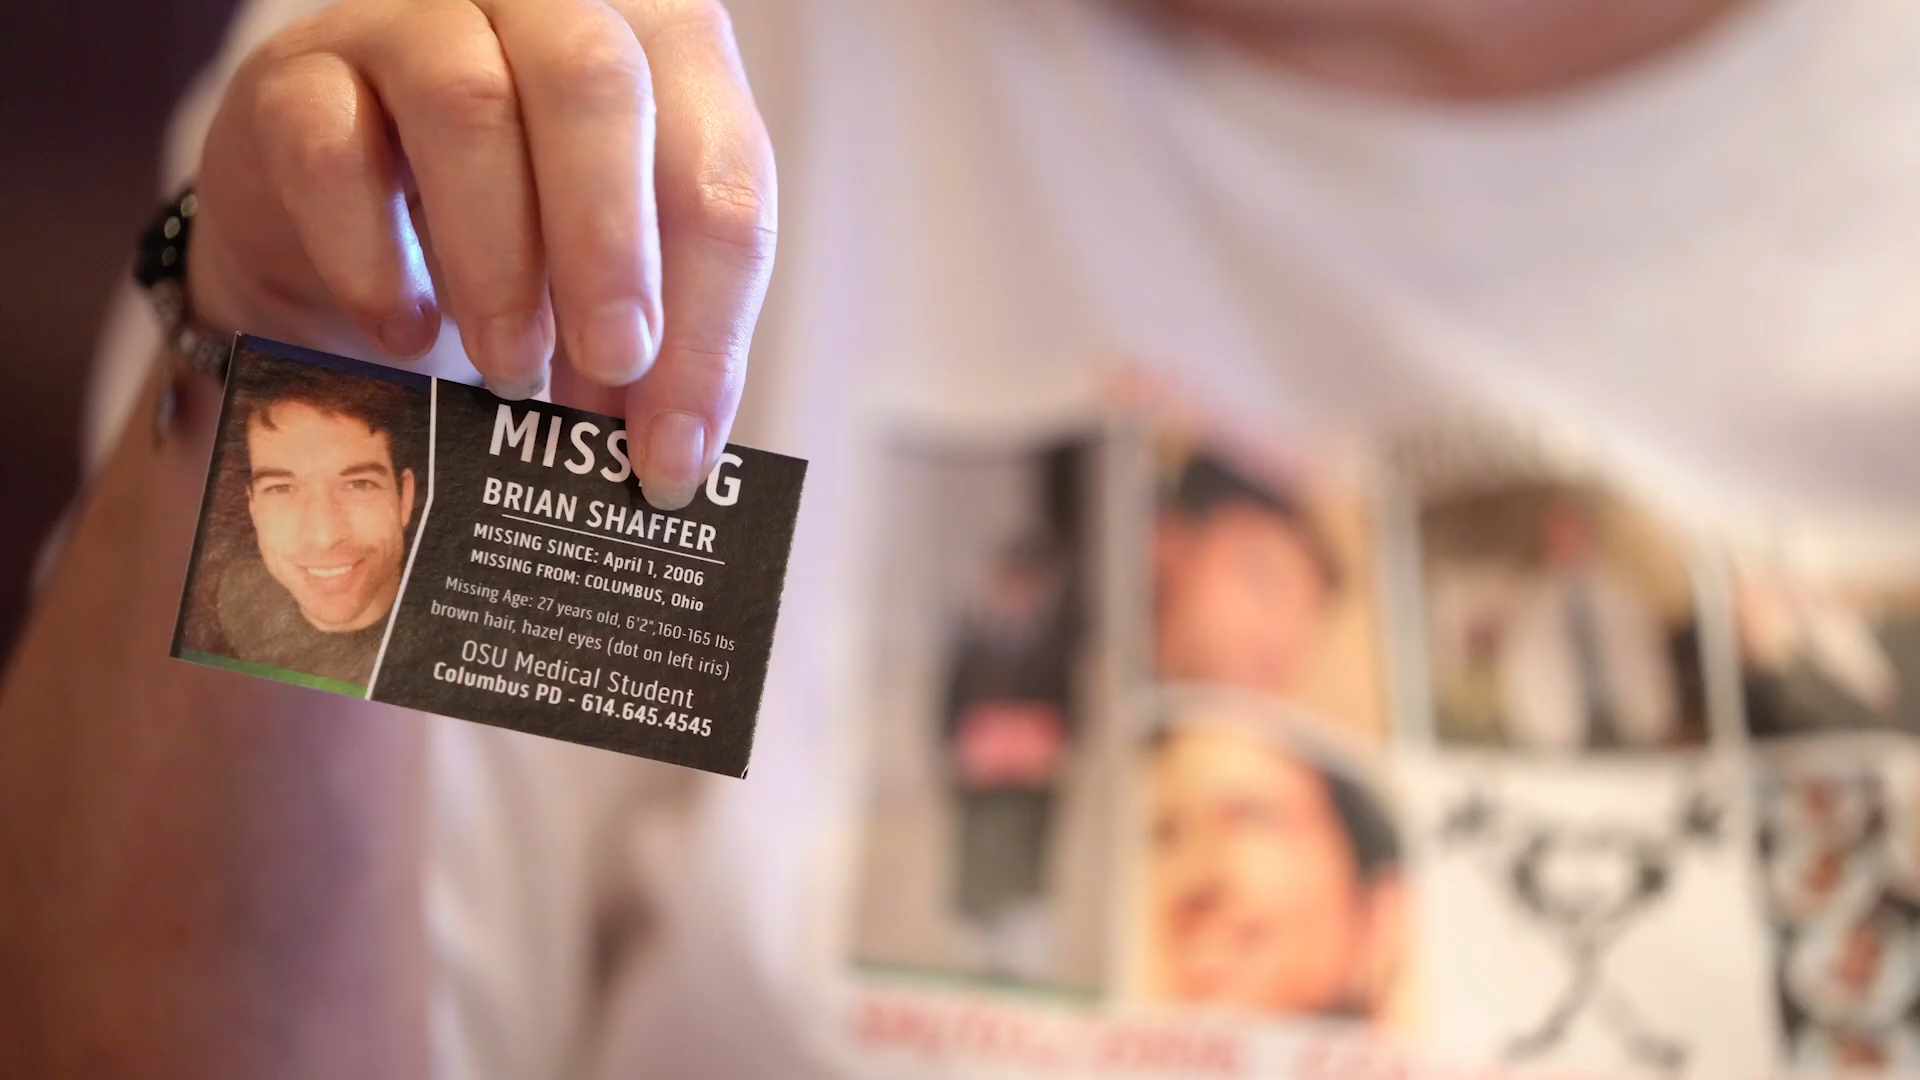 MISS G
BRIAN SHAFFER
MISSING SINCE: April 1, 2006
MISSING FROM: COLUMBUS, Ohio
Missing Age: 27 years old, 6'2",160-165 lbs
brown hair, hazel eyes (dot on left iris)
OSU Medical Student
Columbus PD - 614.645.4545